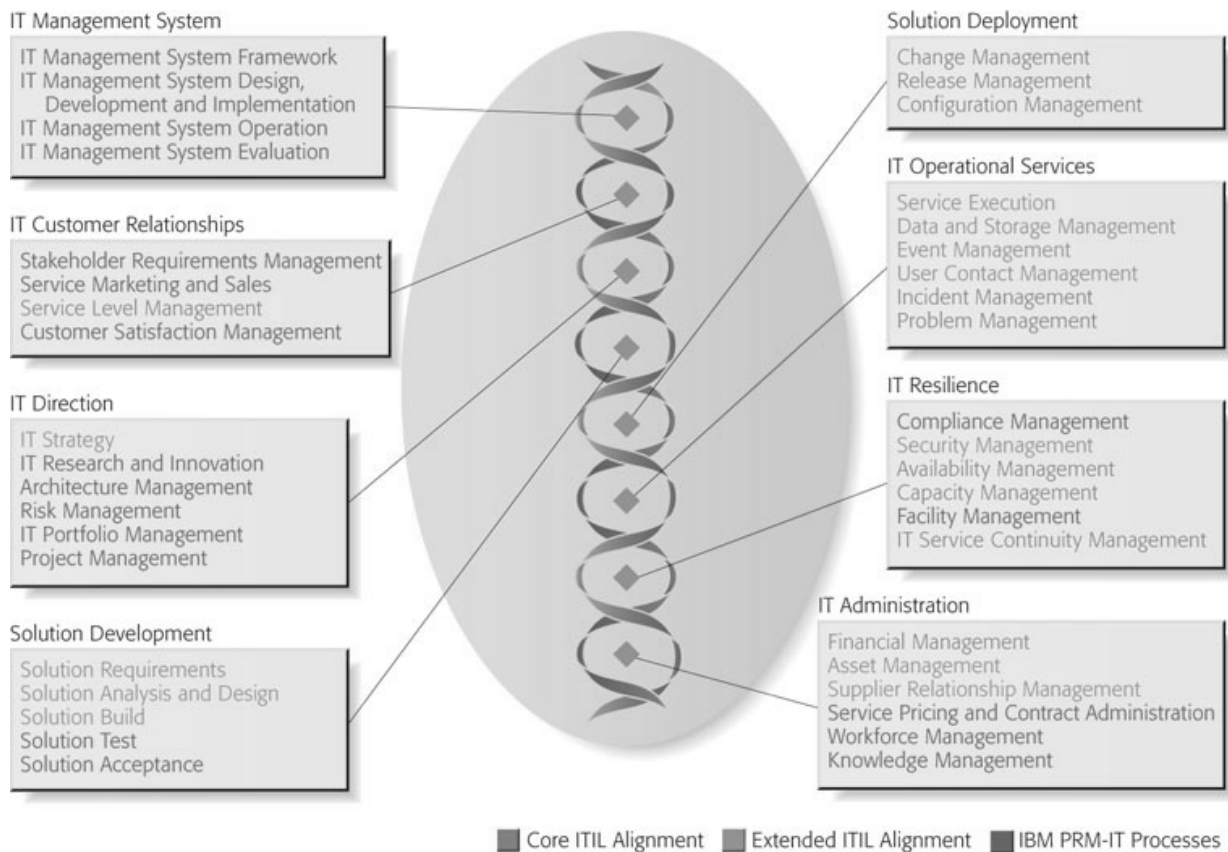 IT Management System
IT Management System Framework
IT Management System Design,
Development and Implementation
IT Management System Operation
IT Management System Evaluation
IT Customer Relationships
Stakeholder Requirements Management
Service Marketing and Sales
Service Level Management
Customer Satisfaction Management
IT Direction
IT Strategy
IT Research and Innovation
Architecture Management
Risk Management
IT Portfolio Management
Project Management
Solution Development
Solution Requirements
Solution Analysis and Design
Solution Build
Solution Test
Solution Acceptance
Solution Deployment
Change Management
Release Management
Configuration Management
IT Operational Services
Service Execution
Data and Storage Management
Event Management
User Contact Management
Incident Management
Problem Management
IT Resilience
Compliance Management
Security Management
Availability Management
Capacity Management
Facility Management
IT Service Continuity Management
IT Administration
Financial Management
Asset Management
Supplier Relationship Management
Service Pricing and Contract Administration
Workforce Management
Knowledge Management
Core ITIL Alignment
Extended ITIL Alignment
IBM PRM-IT Processes